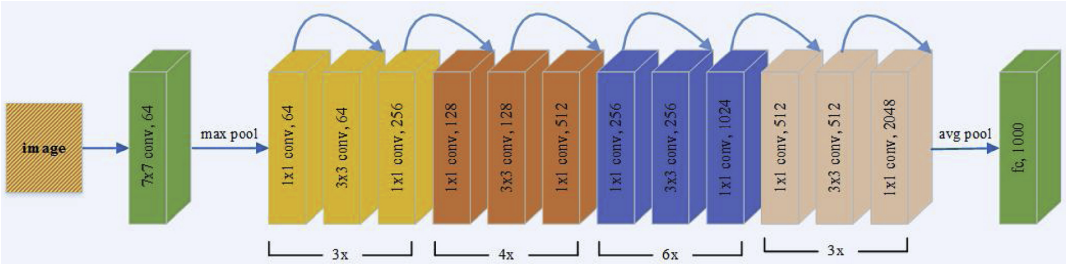 image
7x7 conv, 64
max pool
1x1 conv, 64
3x3 conv, 64
1x1 conv, 256
3x
1x1 conv, 128
3x3 conv, 128
1x1 conv, 512
4x
1x1 conv, 256
3x3 conv, 256
1x1 conv, 1024
6x
1x1 conv, 512
3x3 conv, 512
1x1 conv, 2048
3x
avg pool
fc, 1000